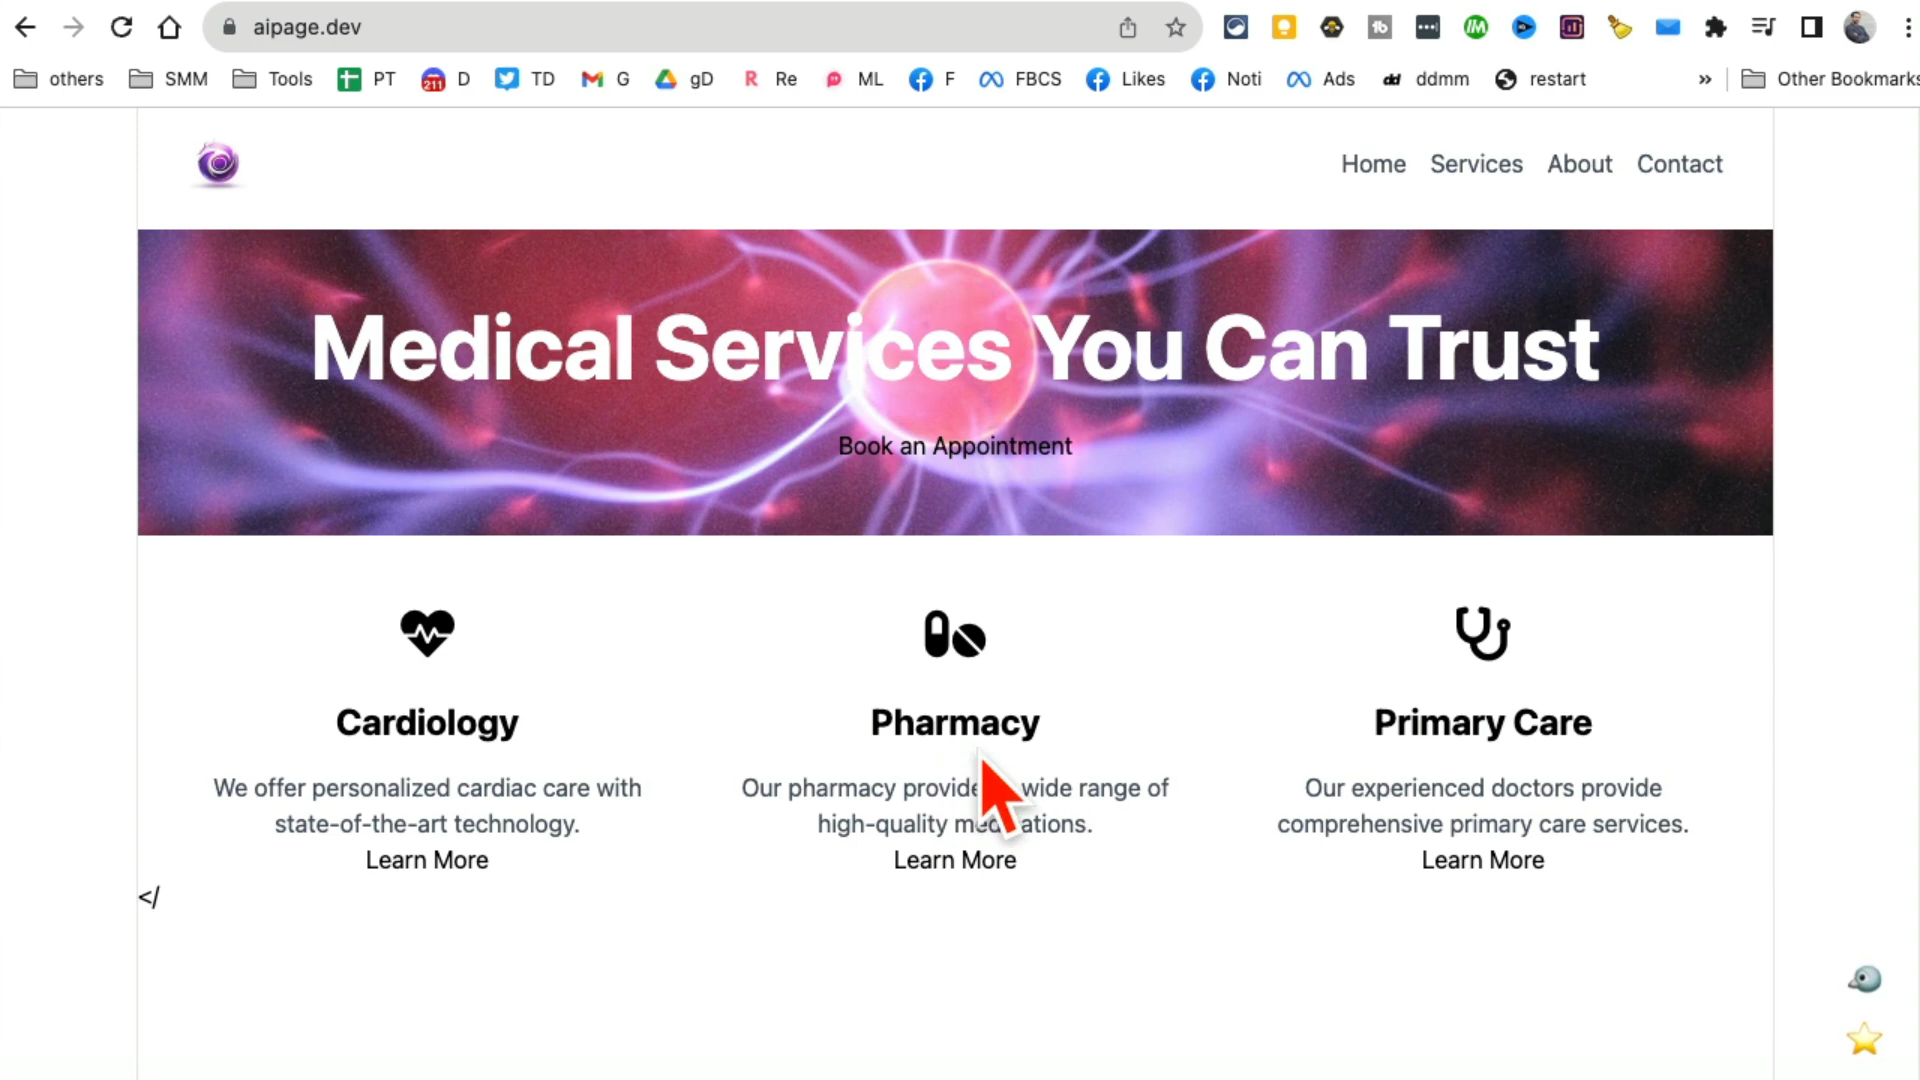 aipage.dev
others SMM Tools PT 211 D TD G gD Re ML F FBCS Likes Noti Ads dd ddmm restart » Other Bookmarks
Home Services About Contact
Medical Services You Can Trust
Book an Appointment
Cardiology Pharmacy Primary Care
We offer personalized cardiac care with
state-of-the-art technology.
Learn More
Our pharmacy wide range of
high-quality
Learn More
Our experienced doctors provide
comprehensive primary care services.
Learn More
</